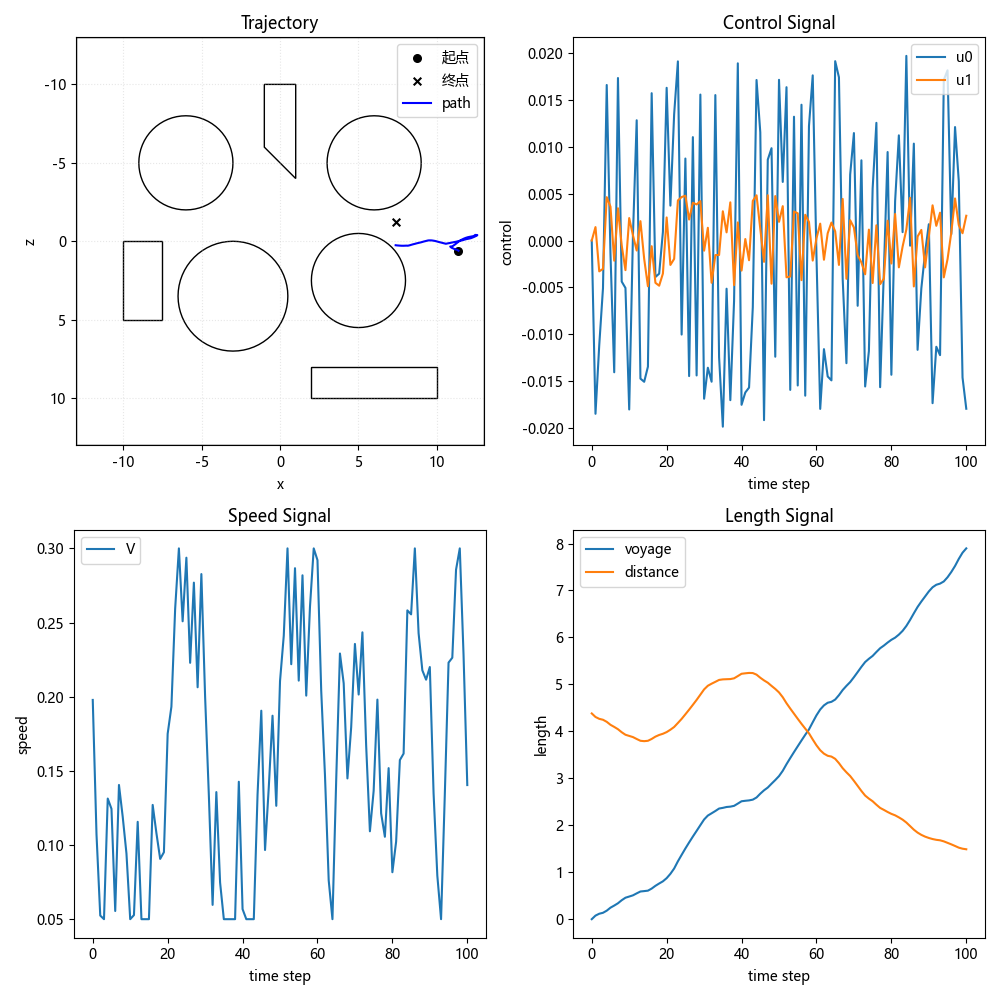 Trajectory
起点
终点
path
-10
-5
0
5
10
z
-10
-5
0
5
10
x
Control Signal
u0
u1
0.020
0.015
0.010
0.005
0.000
-0.005
-0.010
-0.015
-0.020
control
0
20
40
60
80
100
time step
Speed Signal
V
0.30
0.25
0.20
0.15
0.10
0.05
speed
0
20
40
60
80
100
time step
Length Signal
voyage
distance
8
7
6
5
4
3
2
1
0
length
0
20
40
60
80
100
time step